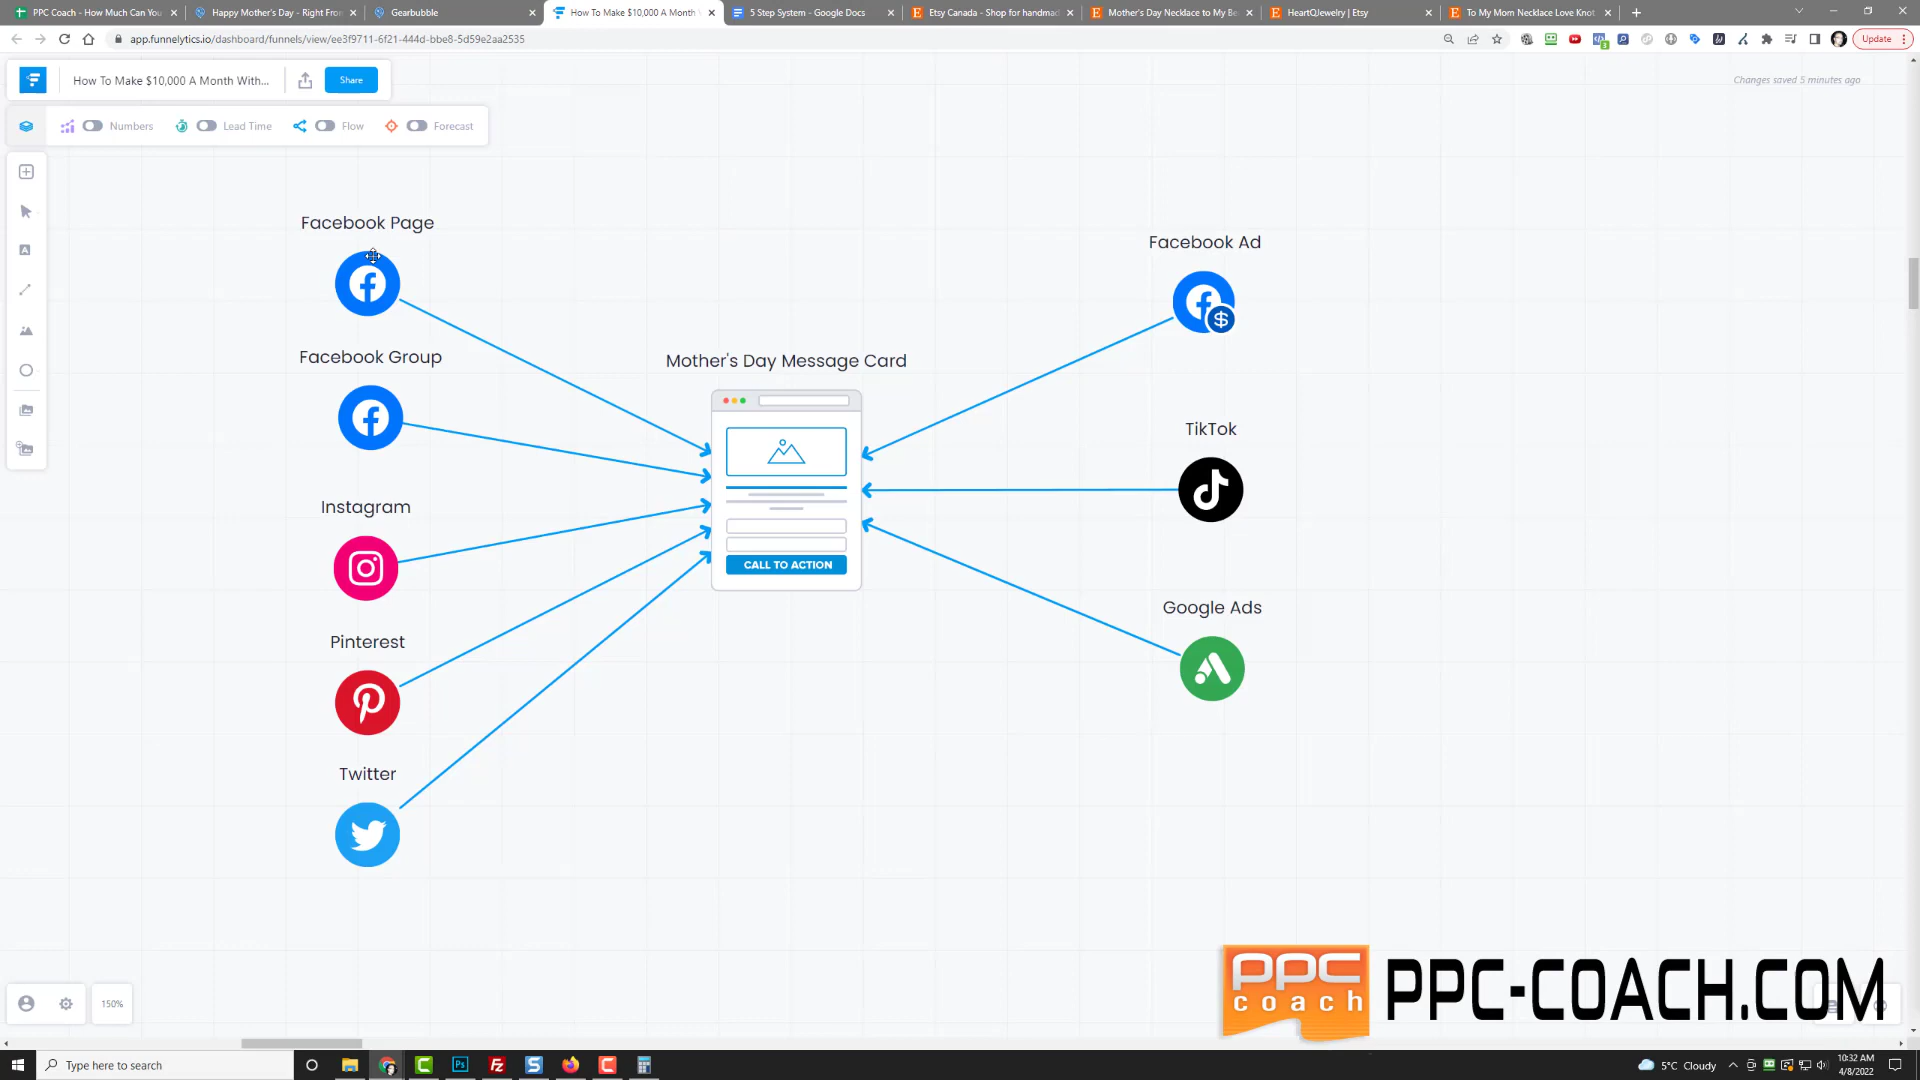 PPC Coach - How Much Can You
Happy Mother's Day - Right Fron
Gearbubble
How To Make $10,000 A Month
5 Step System - Google Docs
Etsy Canada - Shop for handmad
Mother's Day Necklace to My Be
HeartQJewelry | Etsy
To My Mom Necklace Love Knot
app.funnelytics.io/dashboard/funnels/view/ee3f9711-6f21-444d-bbe8-5d59e2aa2535
Update
How To Make $10,000 A Month With...
Share
Changes saved 5 minutes ago
Numbers
Lead Time
Flow
Forecast
Facebook Page
Facebook Ad
Facebook Group
Mother's Day Message Card
TikTok
Instagram
CALL TO ACTION
Google Ads
Pinterest
Twitter
150%
PPC
coach
PPC-COACH.COM
Type here to search
5°C Cloudy
10:32 AM
4/8/2022